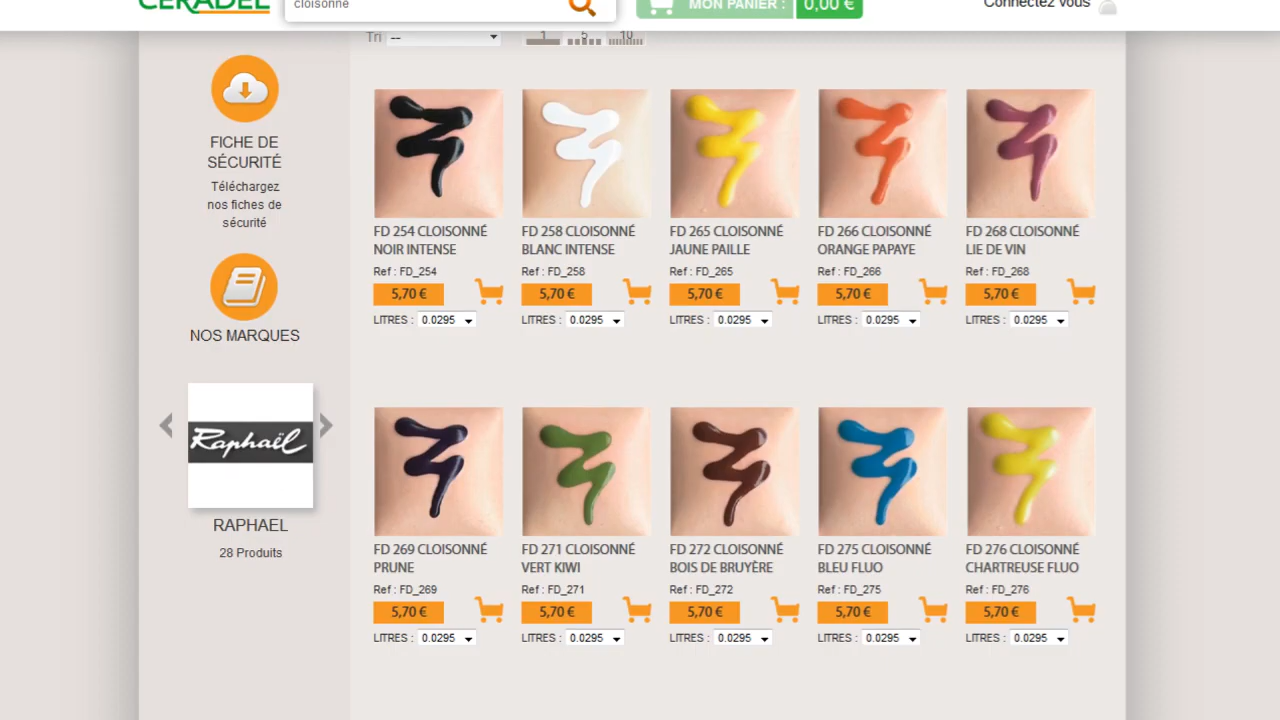 CERADEL
cloisonné
MON PANIER : 0,00 €
Connectez vous
Tri --
1 5 10
FICHE DE
SÉCURITÉ
Téléchargez
nos fiches de
sécurité
NOS MARQUES
Raphaël
RAPHAEL
28 Produits
FD 254 CLOISONNÉ
NOIR INTENSE
Ref : FD_254
5,70 €
LITRES : 0.0295
FD 258 CLOISONNÉ
BLANC INTENSE
Ref : FD_258
5,70 €
LITRES : 0.0295
FD 265 CLOISONNÉ
JAUNE PAILLE
Ref : FD_265
5,70 €
LITRES : 0.0295
FD 266 CLOISONNÉ
ORANGE PAPAYE
Ref : FD_266
5,70 €
LITRES : 0.0295
FD 268 CLOISONNÉ
LIE DE VIN
Ref : FD_268
5,70 €
LITRES : 0.0295
FD 269 CLOISONNÉ
PRUNE
Ref : FD_269
5,70 €
LITRES : 0.0295
FD 271 CLOISONNÉ
VERT KIWI
Ref : FD_271
5,70 €
LITRES : 0.0295
FD 272 CLOISONNÉ
BOIS DE BRUYÈRE
Ref : FD_272
5,70 €
LITRES : 0.0295
FD 275 CLOISONNÉ
BLEU FLUO
Ref : FD_275
5,70 €
LITRES : 0.0295
FD 276 CLOISONNÉ
CHARTREUSE FLUO
Ref : FD_276
5,70 €
LITRES : 0.0295